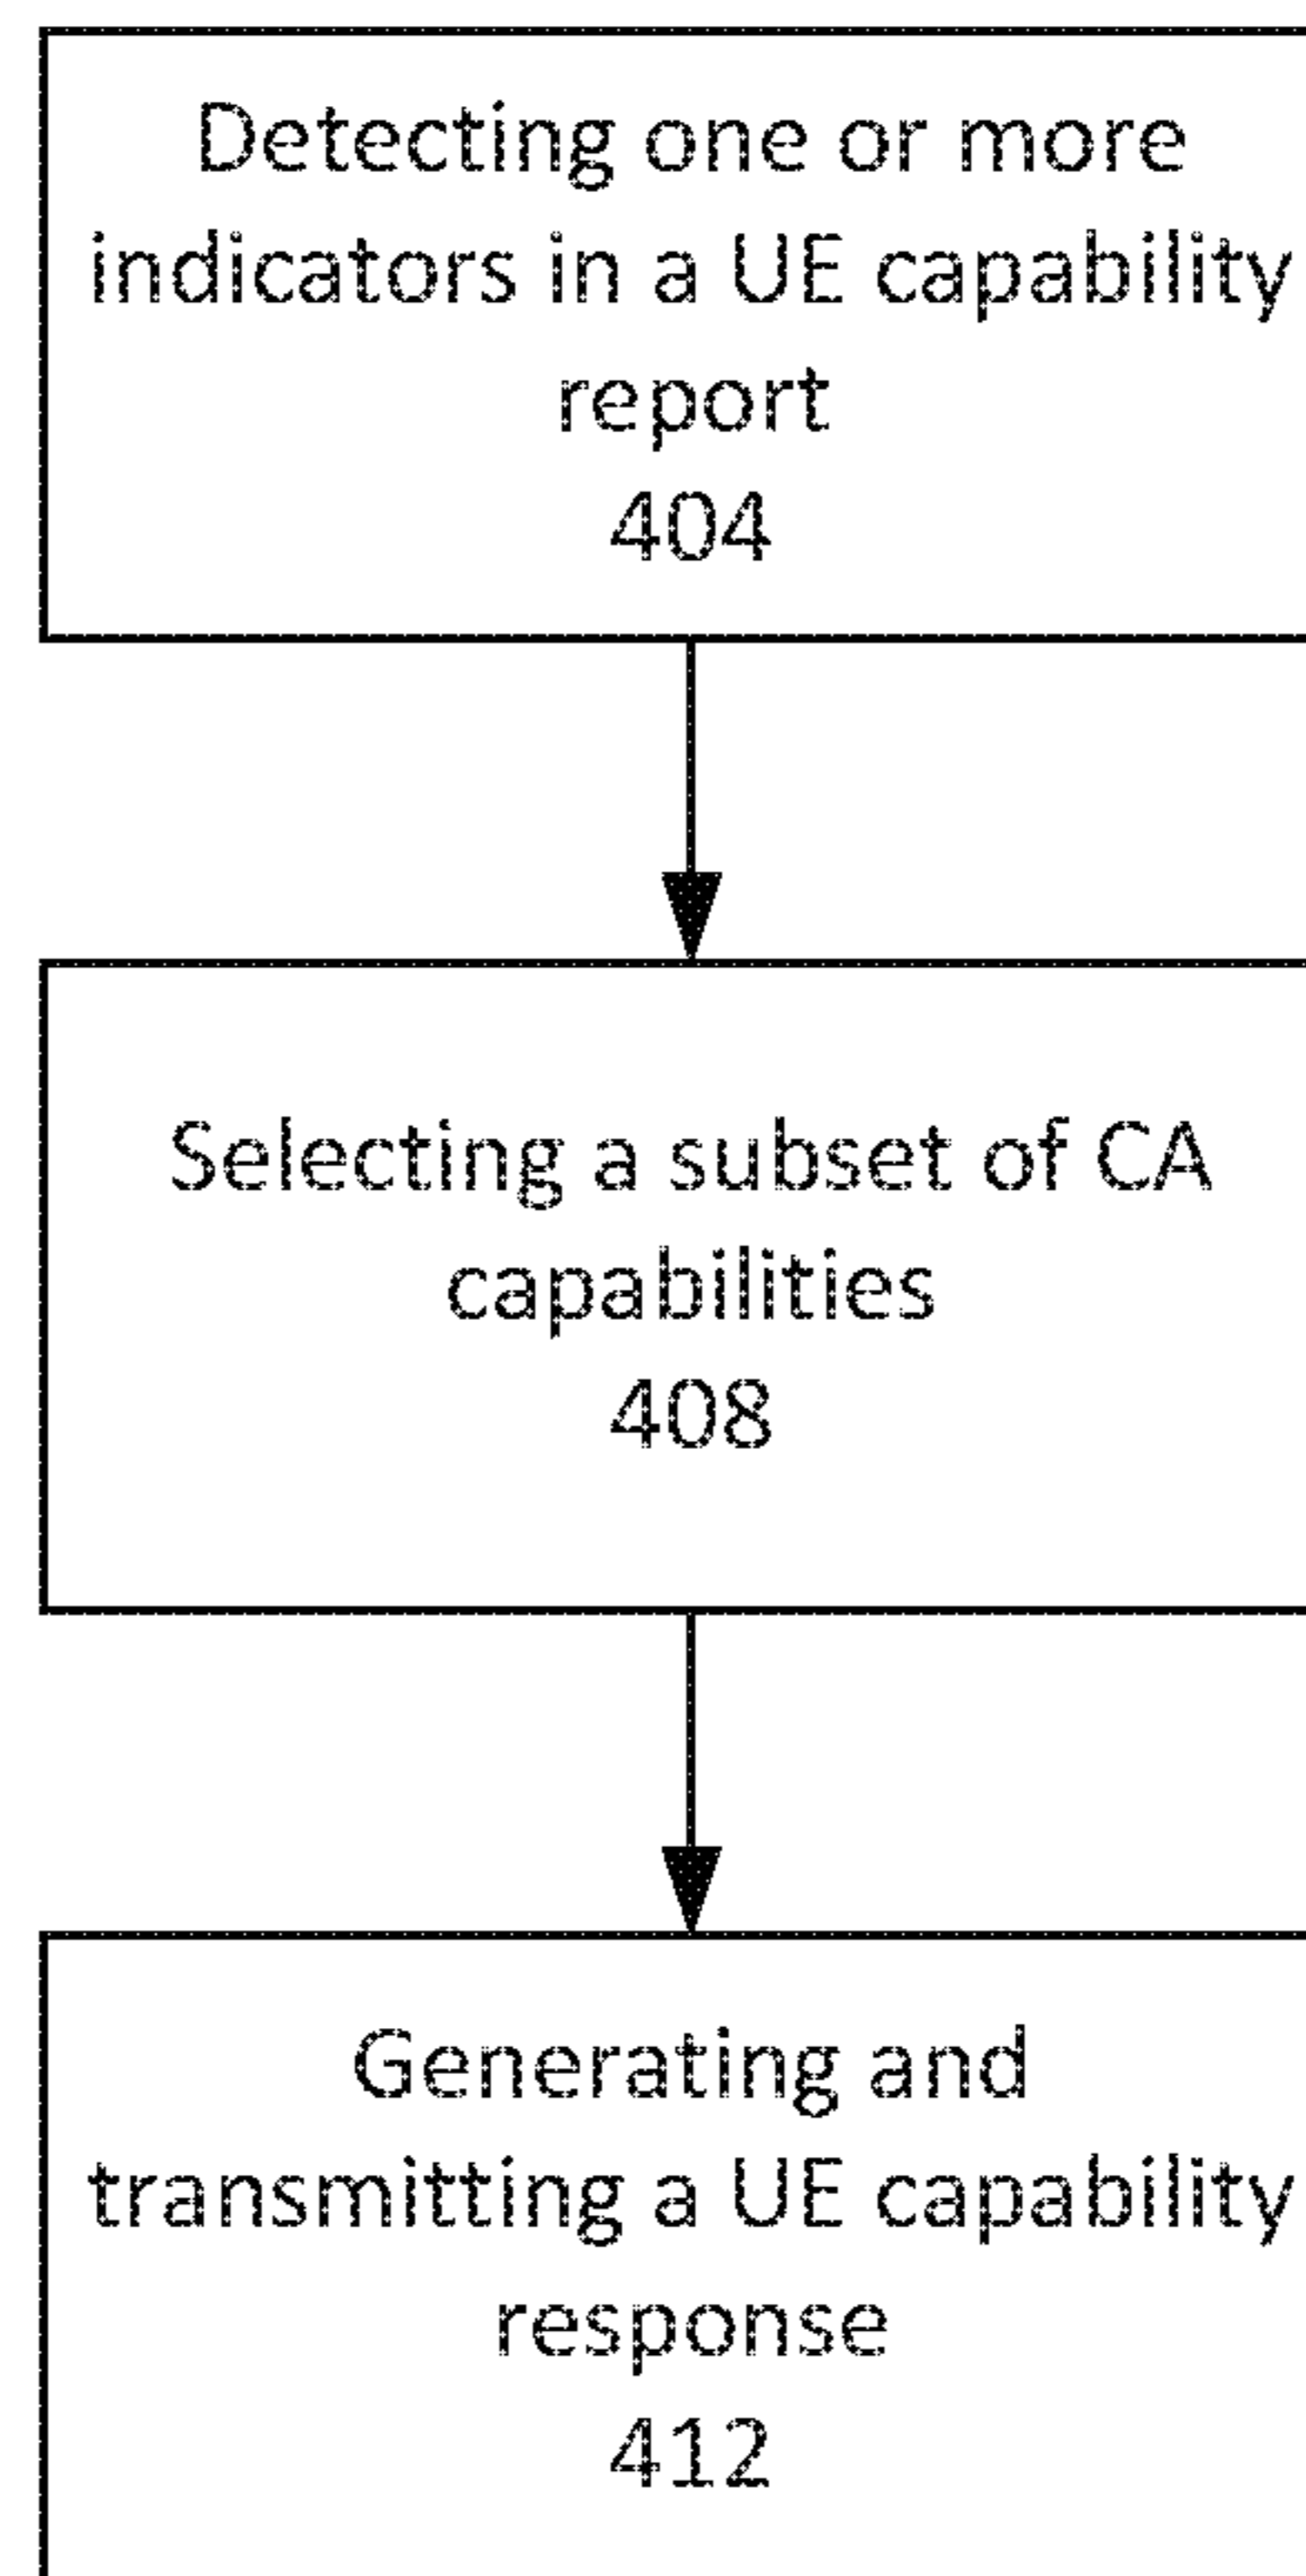 Detecting one or more
indicators in a UE capability
report
404
Selecting a subset of CA
capabilities
408
Generating and
transmitting a UE capability
response
412